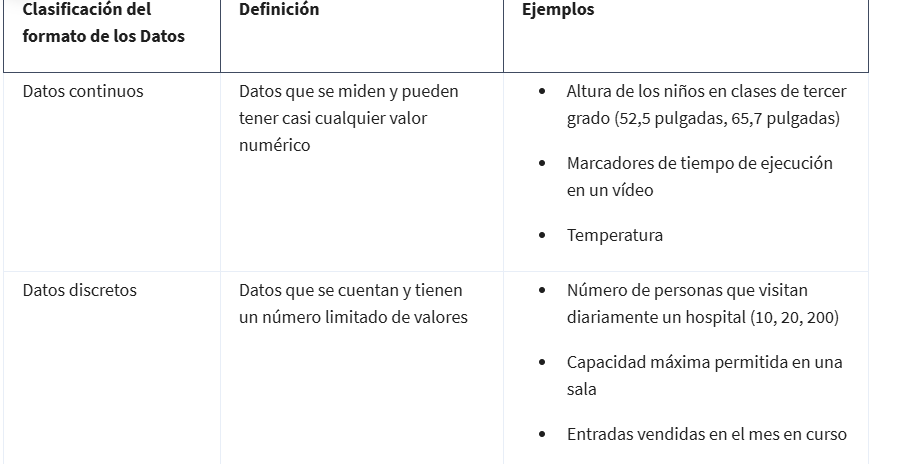 Clasificación del
formato de los Datos
Definición
Ejemplos
Datos continuos
Datos que se miden y pueden
tener casi cualquier valor
numérico
• Altura de los niños en clases de tercer
grado (52,5 pulgadas, 65,7 pulgadas)
• Marcadores de tiempo de ejecución
en un vídeo
• Temperatura
Datos discretos
Datos que se cuentan y tienen
un número limitado de valores
• Número de personas que visitan
diariamente un hospital (10, 20, 200)
• Capacidad máxima permitida en una
sala
• Entradas vendidas en el mes en curso